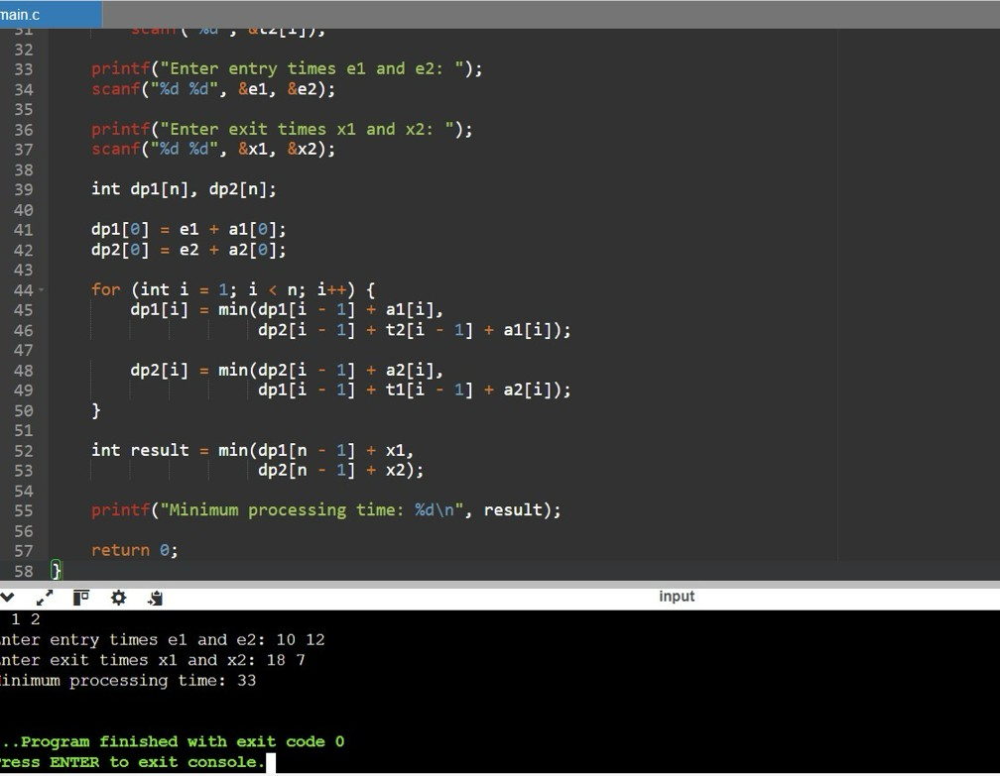 main.c
31 scanf("%d", &t2[i]);
32
33 printf("Enter entry times e1 and e2: ");
34 scanf("%d %d", &e1, &e2);
35
36 printf("Enter exit times x1 and x2: ");
37 scanf("%d %d", &x1, &x2);
38
39 int dp1[n], dp2[n];
40
41 dp1[0] = e1 + a1[0];
42 dp2[0] = e2 + a2[0];
43
44 for (int i = 1; i < n; i++) {
45 dp1[i] = min(dp1[i - 1] + a1[i],
46 dp2[i - 1] + t2[i - 1] + a1[i]);
47
48 dp2[i] = min(dp2[i - 1] + a2[i],
49 dp1[i - 1] + t1[i - 1] + a2[i]);
50 }
51
52 int result = min(dp1[n - 1] + x1,
53 dp2[n - 1] + x2);
54
55 printf("Minimum processing time: %d\n", result);
56
57 return 0;
58 }
input
1 2
nter entry times e1 and e2: 10 12
nter exit times x1 and x2: 18 7
inimum processing time: 33
..Program finished with exit code 0
ress ENTER to exit console.